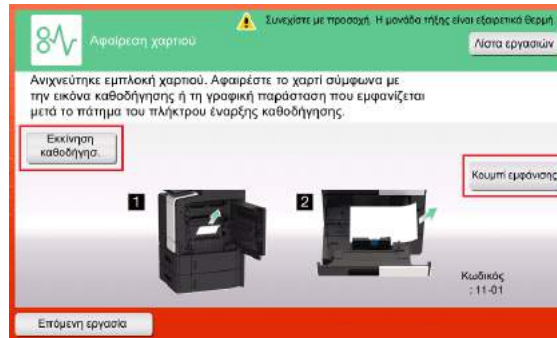 Συνεχίστε με προσοχή. Η μονάδα τήξης είναι εξαιρετικά θερμή.
Αφαίρεση χαρτιού
Λίστα εργασιών
Ανιχνεύτηκε εμπλοκή χαρτιού. Αφαιρέστε το χαρτί σύμφωνα με
την εικόνα καθοδήγησης ή τη γραφική παράσταση που εμφανίζεται
μετά το πάτημα του πλήκτρου έναρξης καθοδήγησης.
Εκκίνηση
καθοδήγησ.
Κουμπί εμφάνισης
1
2
Κωδικός
: 11-01
Επόμενη εργασία